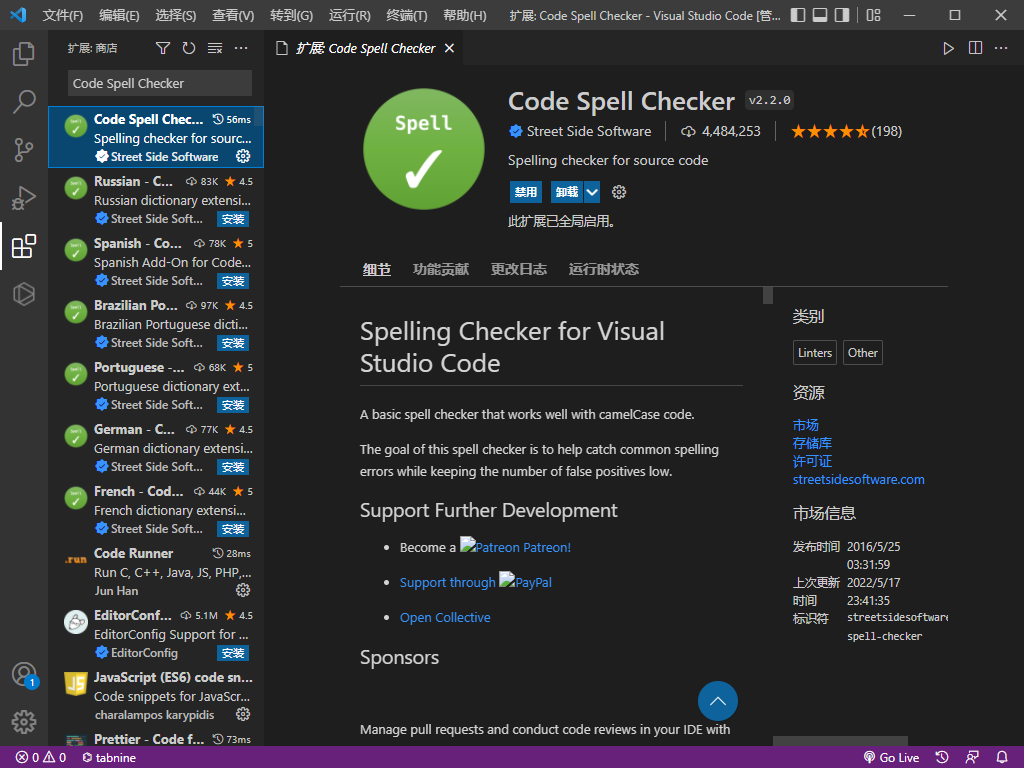 文件(F) 编辑(E) 选择(S) 查看(V) 转到(G) 运行(R) 终端(T) 帮助(H) 扩展: Code Spell Checker - Visual Studio Code [管...
扩展: 商店
Code Spell Checker
Code Spell Chec... 56ms
Spelling checker for sourc...
Street Side Software
Russian - C... 83K 4.5
Russian dictionary extensi...
Street Side Soft... 安装
Spanish - Co... 78K 5
Spanish Add-On for Code...
Street Side Soft... 安装
Brazilian Po... 97K 4.5
Brazilian Portuguese dicti...
Street Side Soft... 安装
Portuguese -... 68K 5
Portuguese dictionary ext...
Street Side Soft... 安装
German - C... 77K 4.5
German dictionary extensi...
Street Side Soft... 安装
French - Cod... 44K 5
French dictionary extensi...
Street Side Soft... 安装
.run
Code Runner 28ms
Run C, C++, Java, JS, PHP,...
Jun Han
EditorConf... 5.1M 4.5
EditorConfig Support for ...
EditorConfig 安装
JS
JavaScript (ES6) code sn...
Code snippets for JavaScr...
charalampos karypidis
Prettier - Code f... 73ms
1
扩展: Code Spell Checker
Spell
Code Spell Checker v2.2.0
Street Side Software 4,484,253 (198)
Spelling checker for source code
禁用 卸载
此扩展已全局启用。
细节 功能贡献 更改日志 运行时状态
Spelling Checker for Visual
Studio Code
A basic spell checker that works well with camelCase code.
The goal of this spell checker is to help catch common spelling
errors while keeping the number of false positives low.
Support Further Development
• Become a Patreon Patreon!
• Support through PayPal
• Open Collective
Sponsors
Manage pull requests and conduct code reviews in your IDE with
类别
Linters Other
资源
市场
存储库
许可证
streetsidesoftware.com
市场信息
发布时间 2016/5/25
03:31:59
上次更新 2022/5/17
时间 23:41:35
标识符 streetsidesoftware
spell-checker
0 0 tabnine Go Live